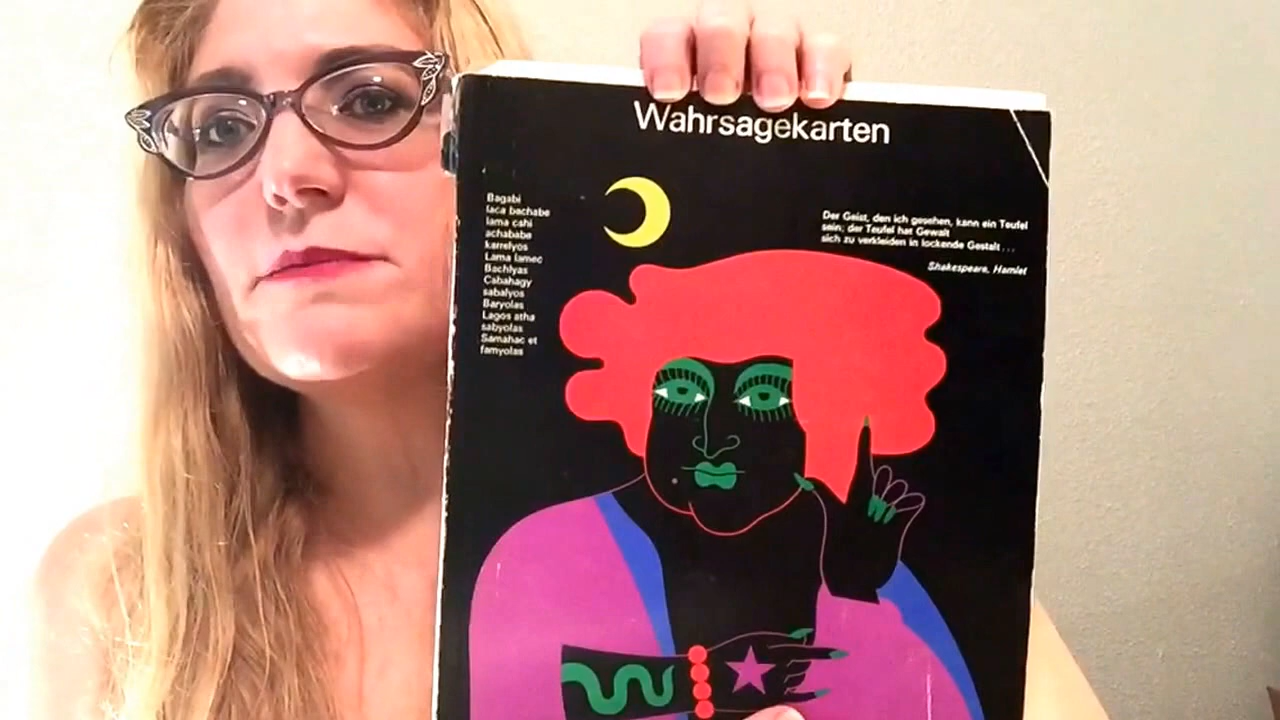 Wahrsagekarten
Bagabi
laca bachabe
lama cahi
achababe
karrelyos
Lama lamec
Bachlyas
Cabahagy
sabalyos
Baryolas
Lagos atha
sabyolas
Samahac et
famyolas
Der Geist, den ich gesehen, kann ein Teufel
sein; der Teufel hat Gewalt
sich zu verkleiden in lockende Gestalt ...
Shakespeare, Hamlet